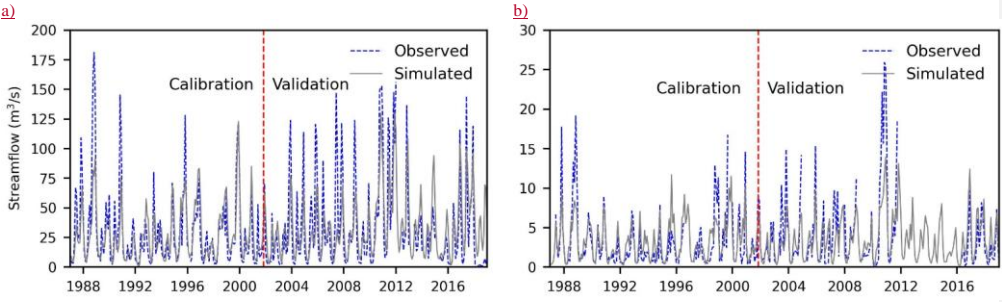 a)
b)
200
175
150
125
100
75
50
25
0
Streamflow (m³/s)
Observed
Simulated
Calibration
Validation
1988 1992 1996 2000 2004 2008 2012 2016
30
25
20
15
10
5
0
Observed
Simulated
Calibration
Validation
1988 1992 1996 2000 2004 2008 2012 2016